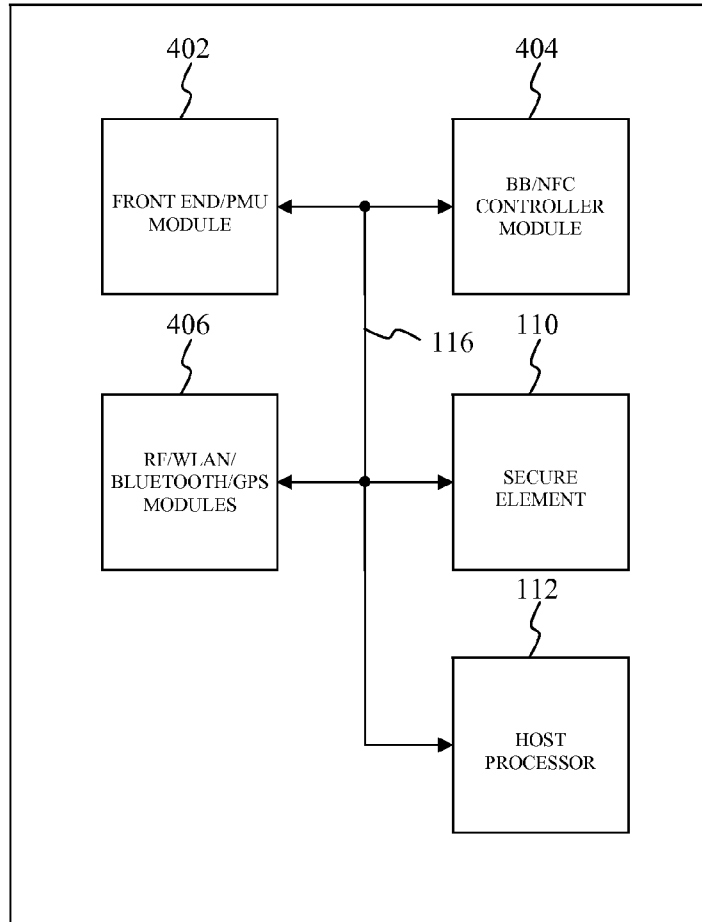 402
404
FRONT END/PMU
MODULE
BB/NFC
CONTROLLER
MODULE
406
116
110
RF/WLAN/
BLUETOOTH/GPS
MODULES
SECURE
ELEMENT
112
HOST
PROCESSOR